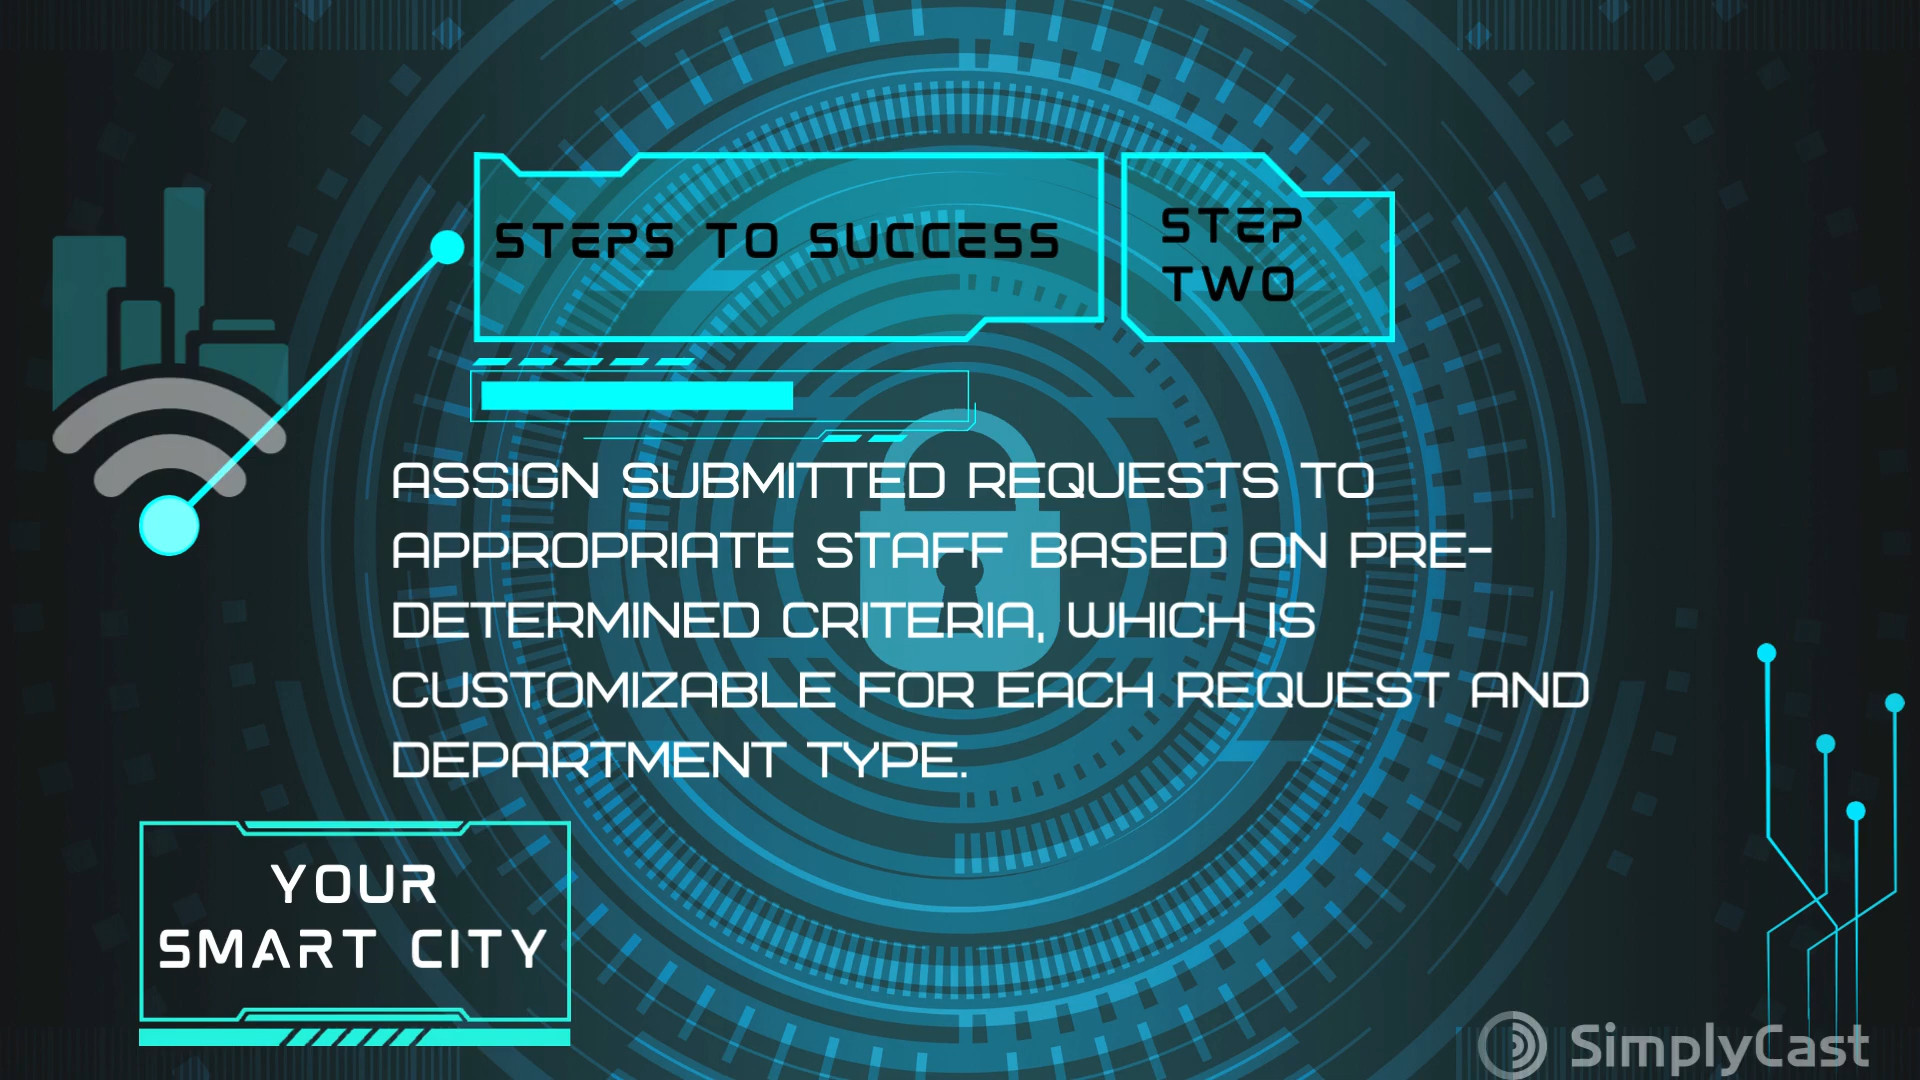 STEPS TO SUCCESS
STEP
TWO
ASSIGN SUBMITTED REQUESTS TO
APPROPRIATE STAFF BASED ON PRE-
DETERMINED CRITERIA, WHICH IS
CUSTOMIZABLE FOR EACH REQUEST AND
DEPARTMENT TYPE.
YOUR
SMART CITY
SimplyCast